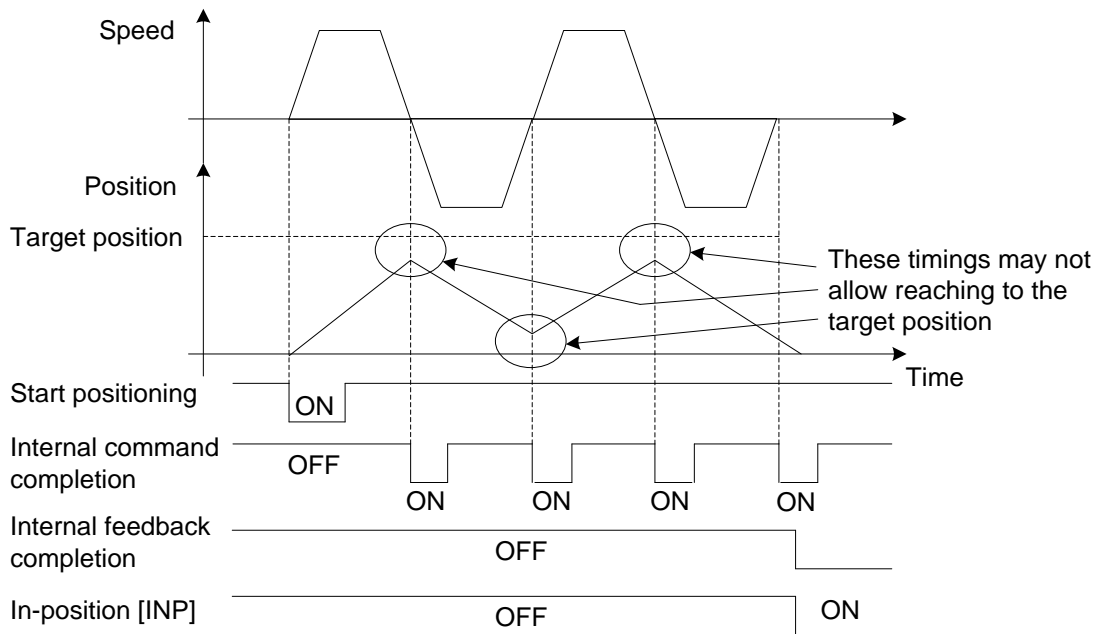 Speed
Position
Target position
These timings may not
allow reaching to the
target position
Time
Start positioning
ON
Internal command
completion
OFF
ON
ON
ON
ON
Internal feedback
completion
OFF
In-position [INP]
OFF
ON